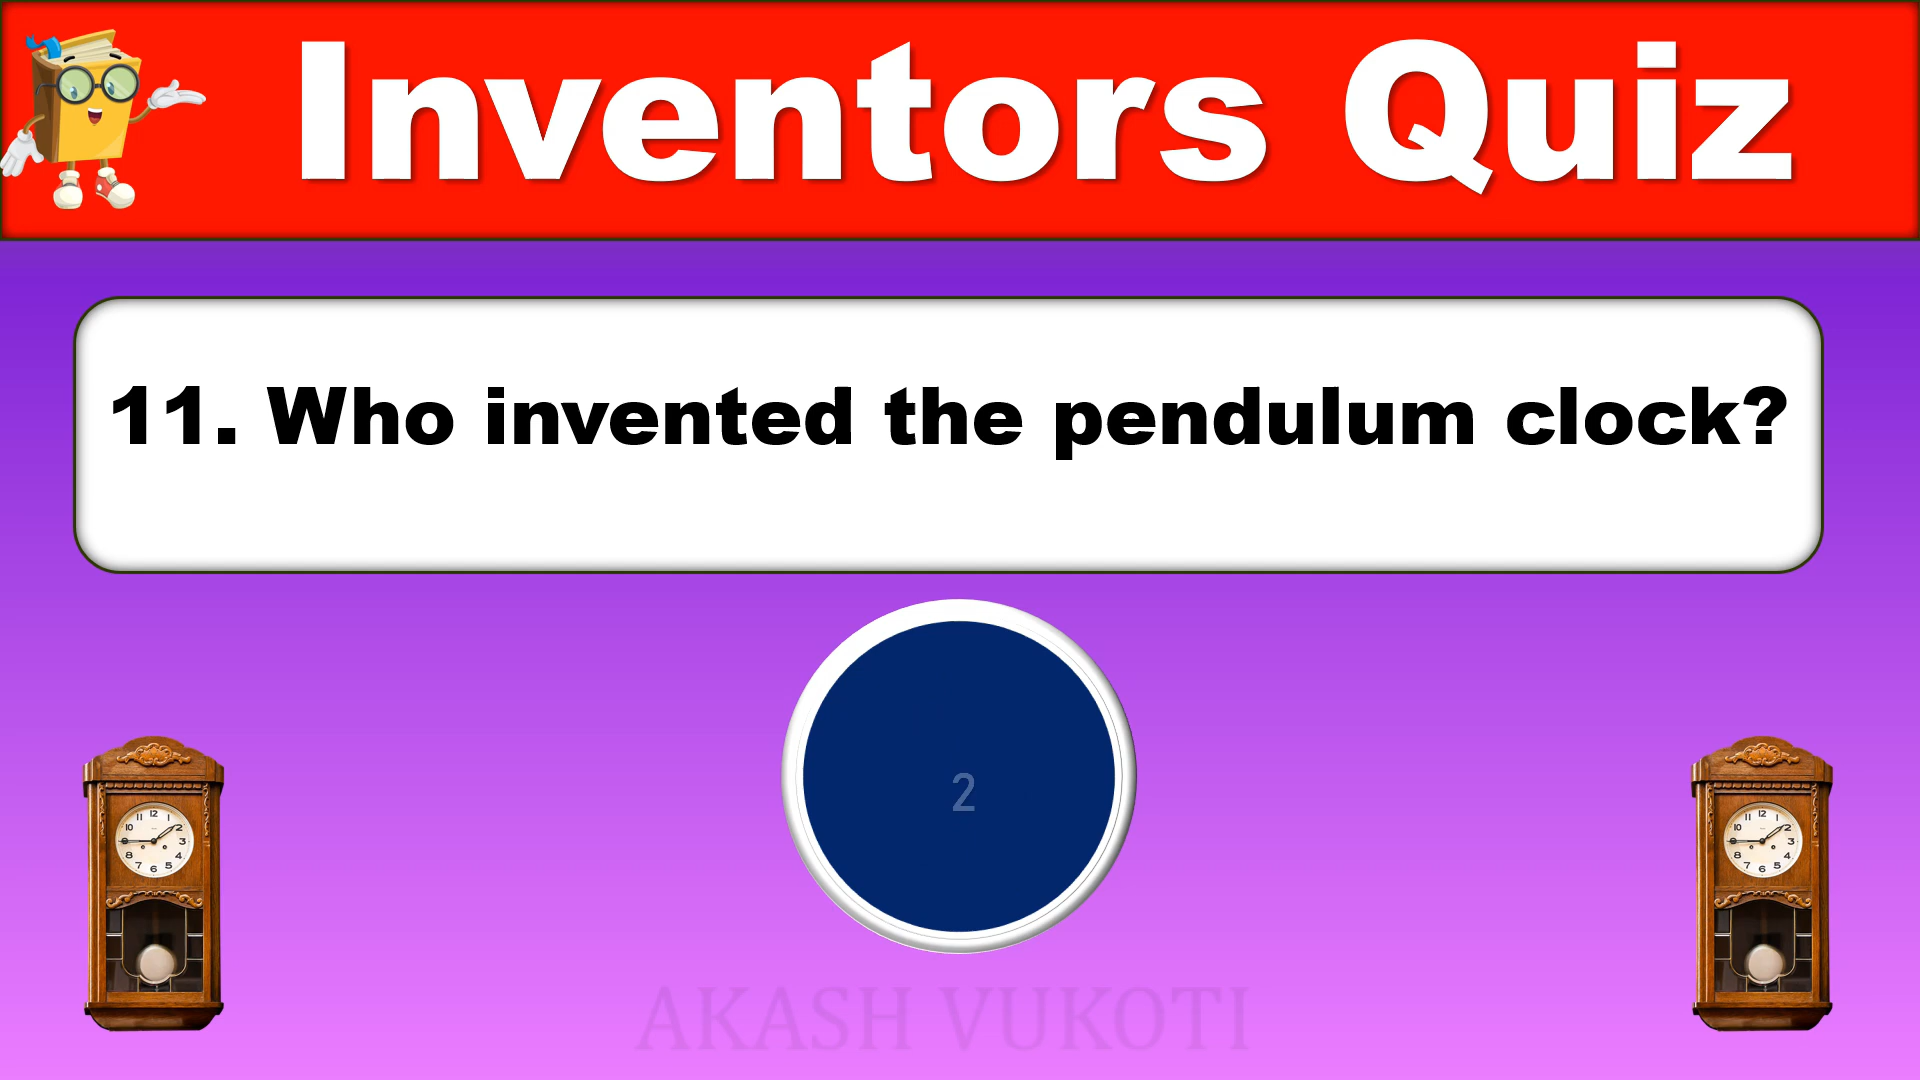 Inventors Quiz
11. Who invented the pendulum clock?
2
AKASH VUKOTI